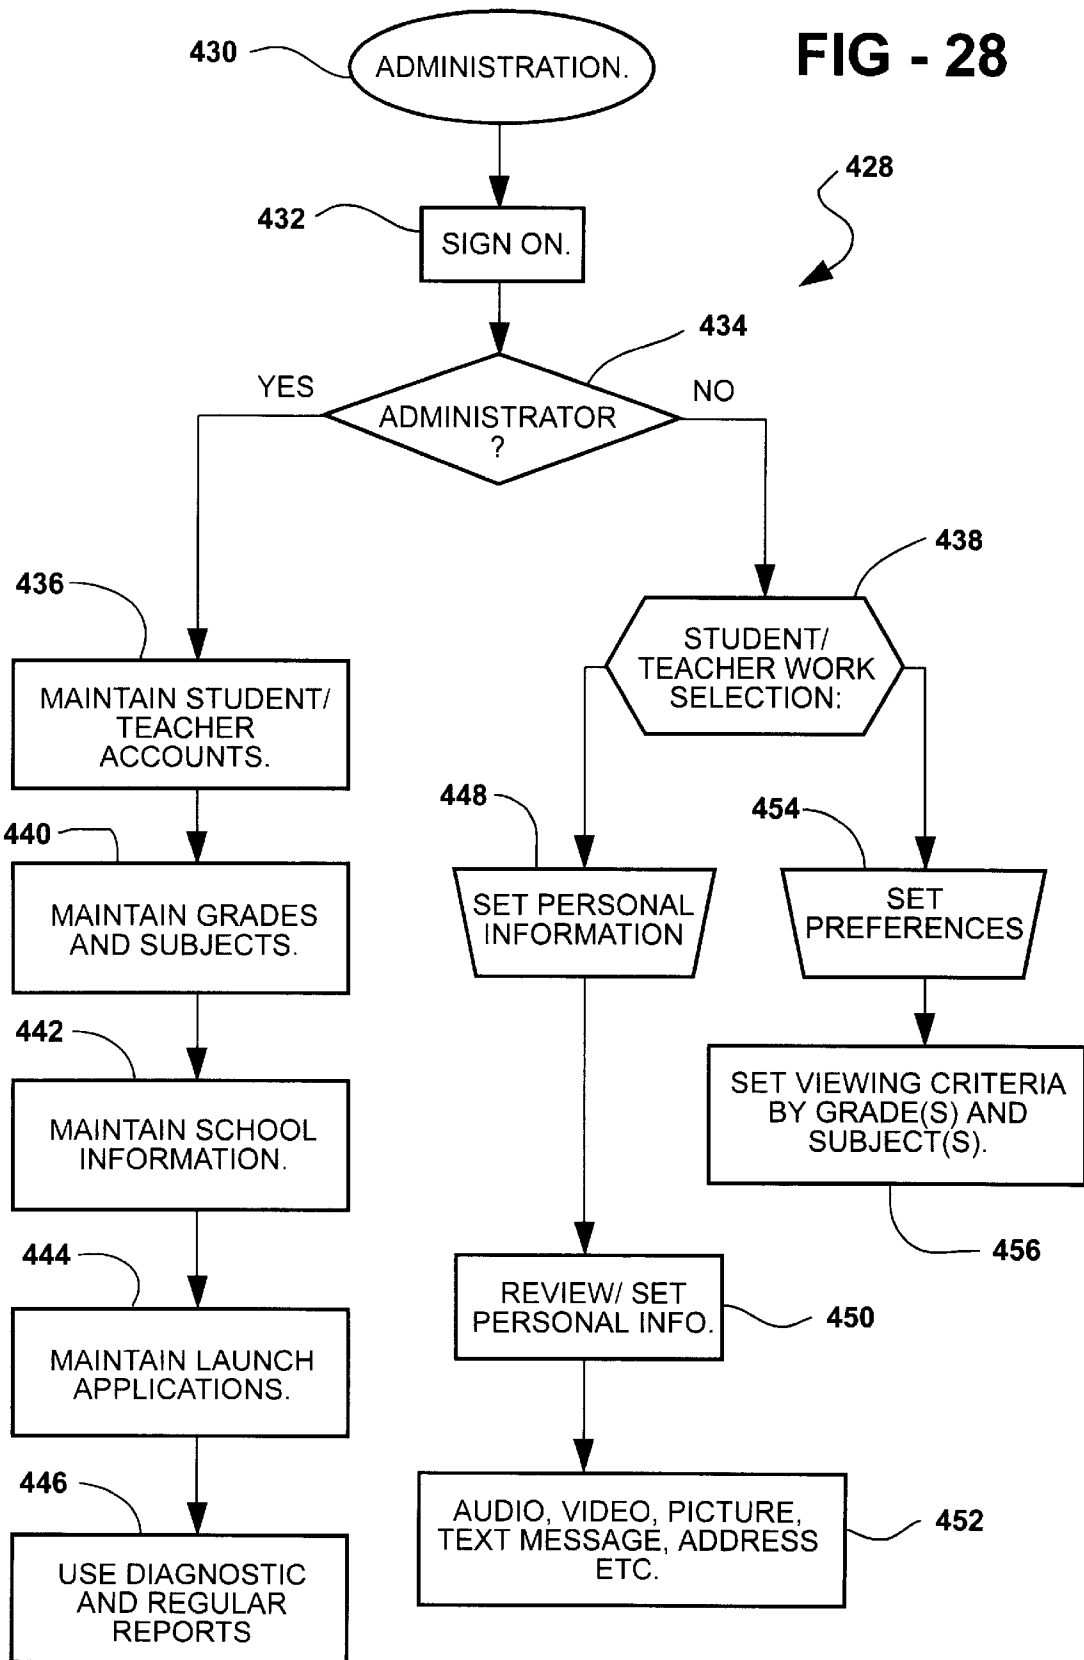 FIG - 28
430
ADMINISTRATION.
428
432
SIGN ON.
434
YES
NO
ADMINISTRATOR
?
438
436
STUDENT/
TEACHER WORK
SELECTION:
MAINTAIN STUDENT/
TEACHER
ACCOUNTS.
448
454
440
SET PERSONAL
INFORMATION
SET
PREFERENCES
MAINTAIN GRADES
AND SUBJECTS.
442
SET VIEWING CRITERIA
BY GRADE(S) AND
SUBJECT(S).
MAINTAIN SCHOOL
INFORMATION.
456
444
REVIEW/ SET
PERSONAL INFO.
450
MAINTAIN LAUNCH
APPLICATIONS.
446
AUDIO, VIDEO, PICTURE,
TEXT MESSAGE, ADDRESS
ETC.
452
USE DIAGNOSTIC
AND REGULAR
REPORTS